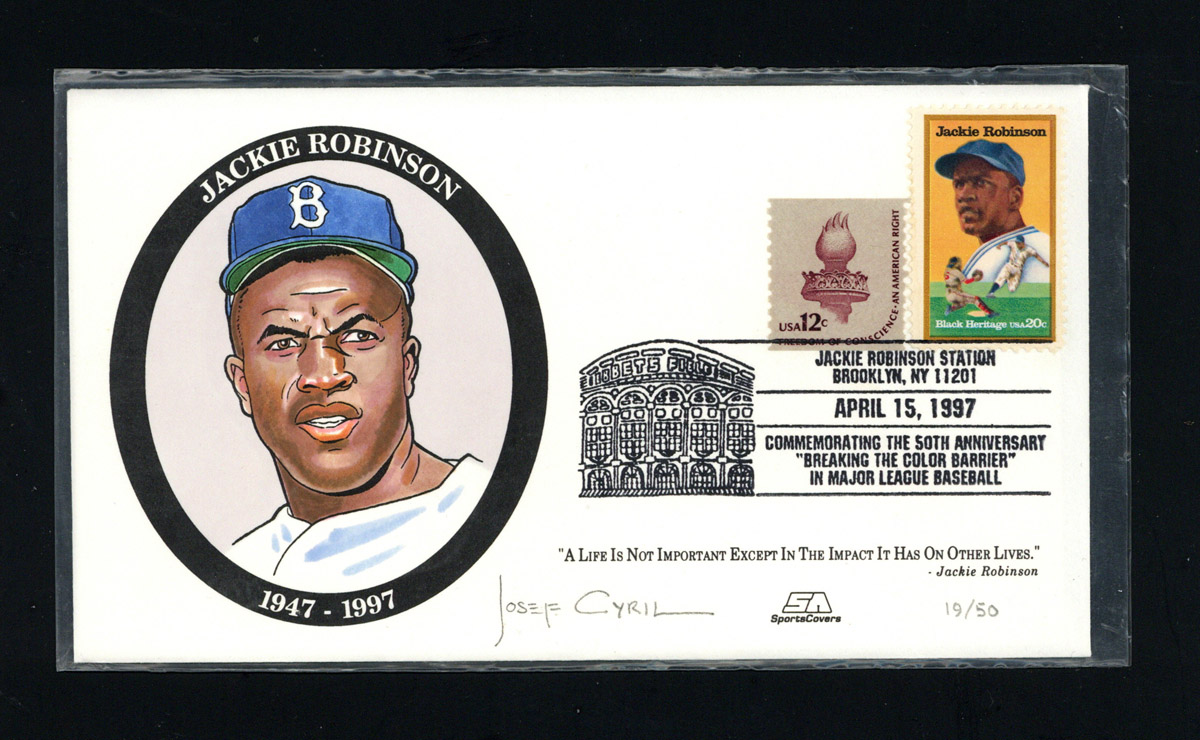 JACKIE ROBINSON
B
1947 - 1997
Jackie Robinson
Black Heritage USA 20c
USA 12c
FREEDOM OF CONSCIENCE · AN AMERICAN RIGHT
EBBETS FIELD
JACKIE ROBINSON STATION
BROOKLYN, NY 11201
APRIL 15, 1997
COMMEMORATING THE 50TH ANNIVERSARY
"BREAKING THE COLOR BARRIER"
IN MAJOR LEAGUE BASEBALL
"A LIFE IS NOT IMPORTANT EXCEPT IN THE IMPACT IT HAS ON OTHER LIVES."
- Jackie Robinson
JOSEF CYRIL
SA
SportsCovers
19/50